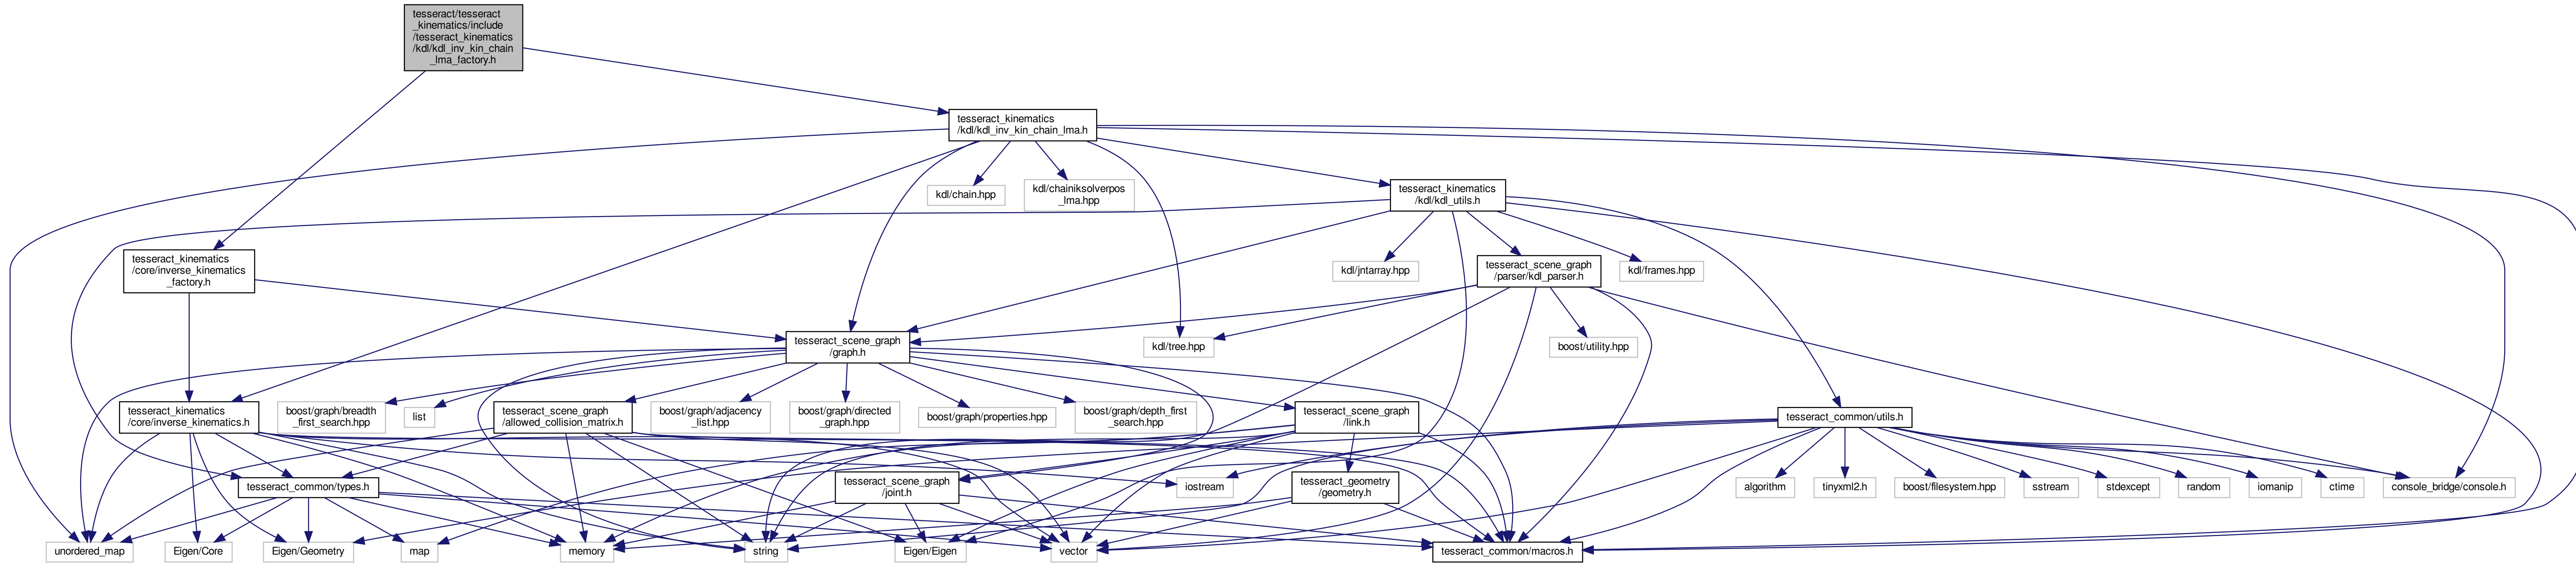 tesseract/tesseract
_kinematics/include
/tesseract_kinematics
/kdl/kdl_inv_kin_chain
_lma_factory.h
tesseract_kinematics
/kdl/kdl_inv_kin_chain_lma.h
kdl/chain.hpp
kdl/chainiksolverpos
_lma.hpp
tesseract_kinematics
/kdl/kdl_utils.h
tesseract_kinematics
/core/inverse_kinematics
_factory.h
kdl/jntarray.hpp
tesseract_scene_graph
/parser/kdl_parser.h
kdl/frames.hpp
tesseract_scene_graph
/graph.h
kdl/tree.hpp
boost/utility.hpp
tesseract_kinematics
/core/inverse_kinematics.h
boost/graph/breadth
_first_search.hpp
list
tesseract_scene_graph
/allowed_collision_matrix.h
boost/graph/adjacency
_list.hpp
boost/graph/directed
_graph.hpp
boost/graph/properties.hpp
boost/graph/depth_first
_search.hpp
tesseract_scene_graph
/link.h
tesseract_common/utils.h
tesseract_common/types.h
tesseract_scene_graph
/joint.h
iostream
tesseract_geometry
/geometry.h
algorithm
tinyxml2.h
boost/filesystem.hpp
sstream
stdexcept
random
iomanip
ctime
console_bridge/console.h
unordered_map
Eigen/Core
Eigen/Geometry
map
memory
string
Eigen/Eigen
vector
tesseract_common/macros.h